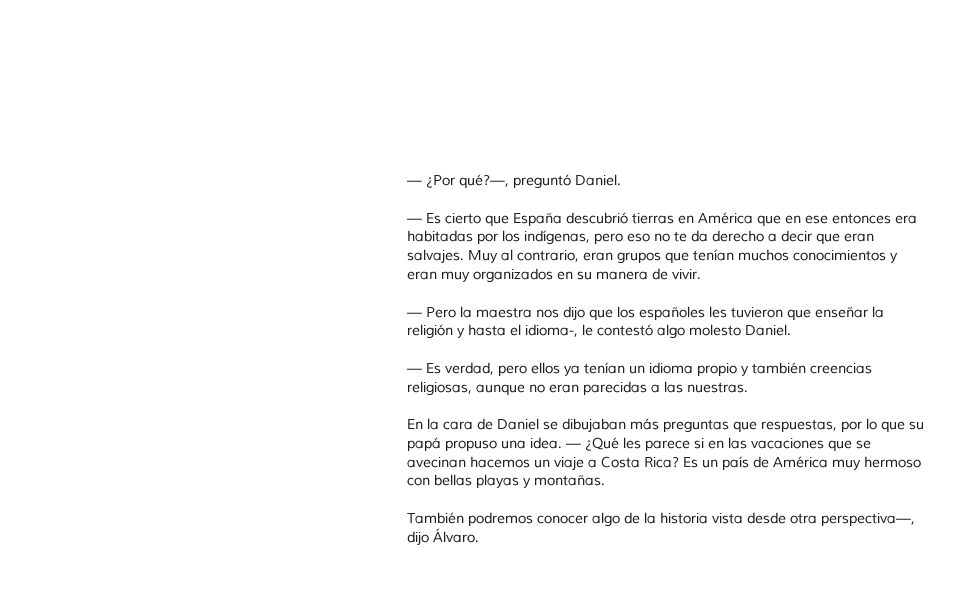 — ¿Por qué?—, preguntó Daniel.
— Es cierto que España descubrió tierras en América que en ese entonces era
habitadas por los indígenas, pero eso no te da derecho a decir que eran
salvajes. Muy al contrario, eran grupos que tenían muchos conocimientos y
eran muy organizados en su manera de vivir.
— Pero la maestra nos dijo que los españoles les tuvieron que enseñar la
religión y hasta el idioma-, le contestó algo molesto Daniel.
— Es verdad, pero ellos ya tenían un idioma propio y también creencias
religiosas, aunque no eran parecidas a las nuestras.
En la cara de Daniel se dibujaban más preguntas que respuestas, por lo que su
papá propuso una idea. — ¿Qué les parece si en las vacaciones que se
avecinan hacemos un viaje a Costa Rica? Es un país de América muy hermoso
con bellas playas y montañas.
También podremos conocer algo de la historia vista desde otra perspectiva—,
dijo Álvaro.